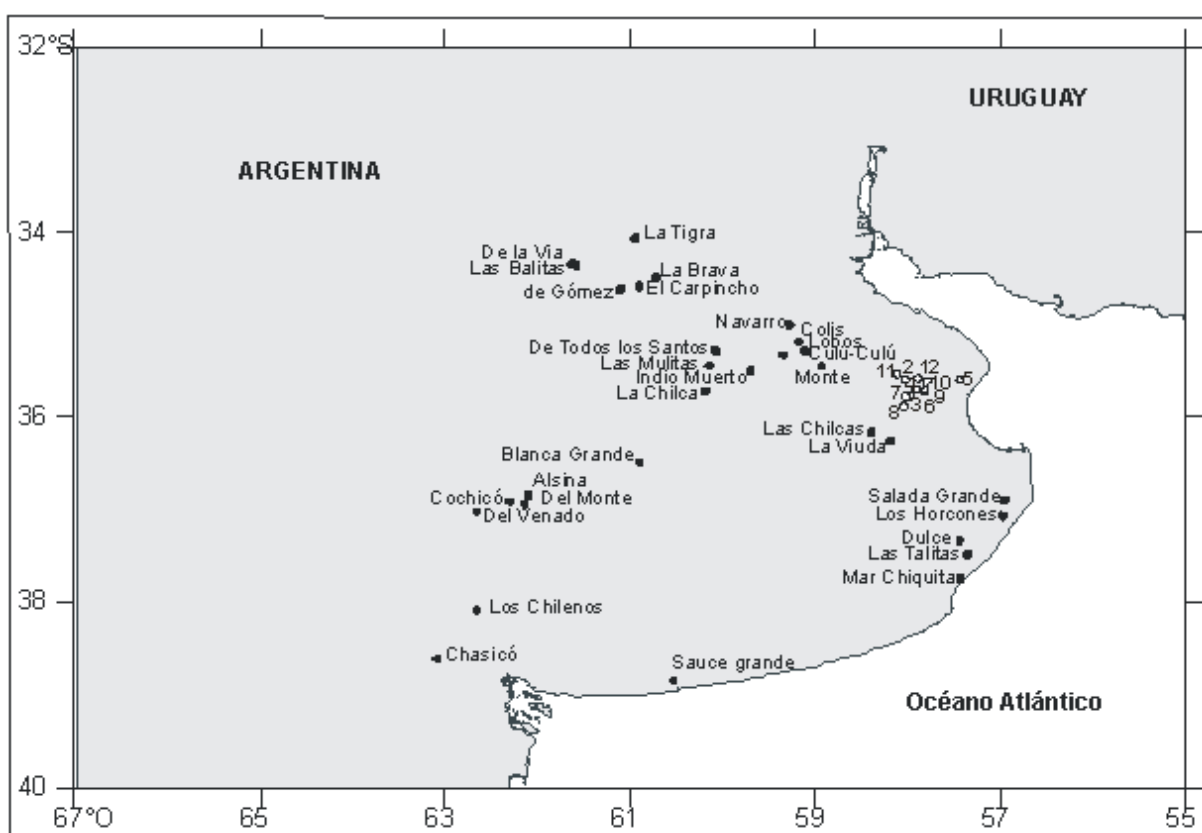 32°S
URUGUAY
ARGENTINA
34
La Tigra
De la Via
Las Balitas
La Brava
de Gómez
El Carpincho
Navarro
Colis
Lobos
De Todos los Santos
Culú-Culú
Las Mulitas
Indio Muerto
Monte
La Chilca
11
2
12
5
10
7
9
8
3
6
36
Las Chilcas
La Viuda
Blanca Grande
Alsina
Cochicó
Del Monte
Del Venado
Salada Grande
Los Horcones
Dulce
Las Talitas
Mar Chiquita
38
Los Chilenos
Chasicó
Sauce grande
Océano Atlántico
40
67°O
65
63
61
59
57
55